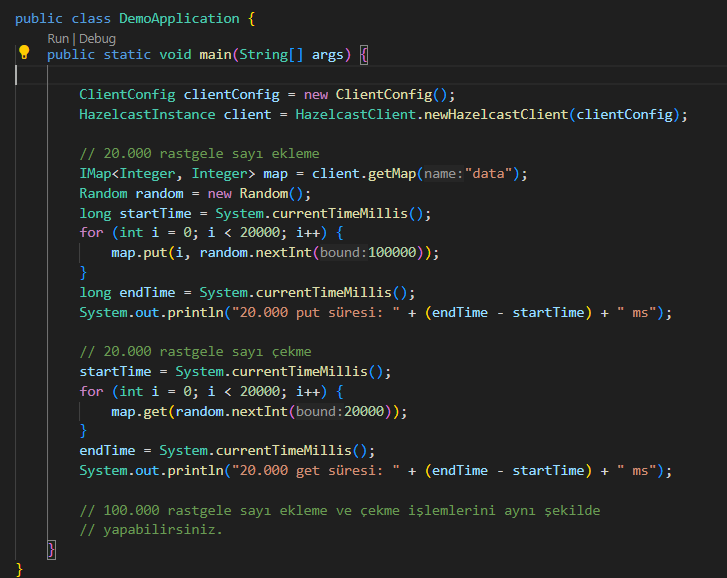 public class DemoApplication {
Run | Debug
public static void main(String[] args) {
ClientConfig clientConfig = new ClientConfig();
HazelcastInstance client = HazelcastClient.newHazelcastClient(clientConfig);
// 20.000 rastgele sayı ekleme
IMap<Integer, Integer> map = client.getMap(name:"data");
Random random = new Random();
long startTime = System.currentTimeMillis();
for (int i = 0; i < 20000; i++) {
map.put(i, random.nextInt(bound:100000));
}
long endTime = System.currentTimeMillis();
System.out.println("20.000 put süresi: " + (endTime - startTime) + " ms");
// 20.000 rastgele sayı çekme
startTime = System.currentTimeMillis();
for (int i = 0; i < 20000; i++) {
map.get(random.nextInt(bound:20000));
}
endTime = System.currentTimeMillis();
System.out.println("20.000 get süresi: " + (endTime - startTime) + " ms");
// 100.000 rastgele sayı ekleme ve çekme işlemlerini aynı şekilde
// yapabilirsiniz.
}
}